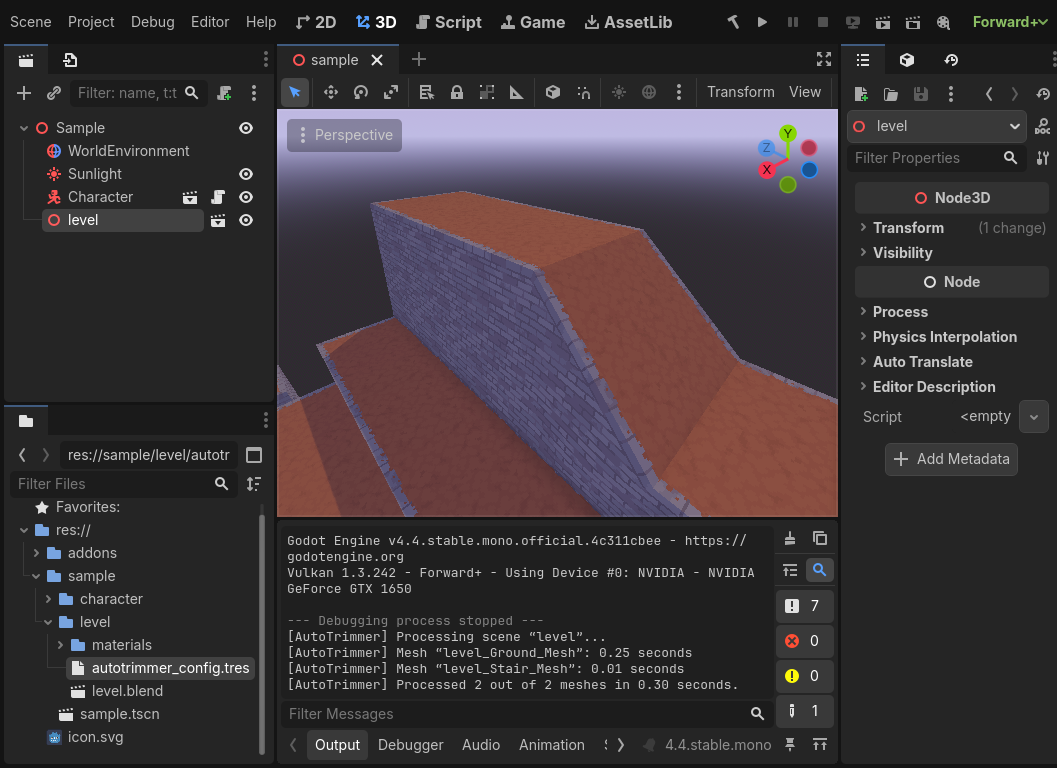 Scene Project Debug Editor Help 2D 3D Script Game AssetLib Forward+
sample
Filter: name, t:t
Transform View
Sample
WorldEnvironment
Sunlight
Character
level
Perspective
Y
Z
X
level
Filter Properties
Node3D
Transform (1 change)
Visibility
Node
Process
Physics Interpolation
Auto Translate
Editor Description
Script <empty
Add Metadata
res://sample/level/autotr
Filter Files
Favorites:
res://
addons
sample
character
level
materials
autotrimmer_config.tres
level.blend
sample.tscn
icon.svg
Godot Engine v4.4.stable.mono.official.4c311cbee - https://
godotengine.org
Vulkan 1.3.242 - Forward+ - Using Device #0: NVIDIA - NVIDIA
GeForce GTX 1650
--- Debugging process stopped ---
[AutoTrimmer] Processing scene “level”...
[AutoTrimmer] Mesh “level_Ground_Mesh”: 0.25 seconds
[AutoTrimmer] Mesh “level_Stair_Mesh”: 0.01 seconds
[AutoTrimmer] Processed 2 out of 2 meshes in 0.30 seconds.
7
0
0
1
Filter Messages
Output Debugger Audio Animation 4.4.stable.mono